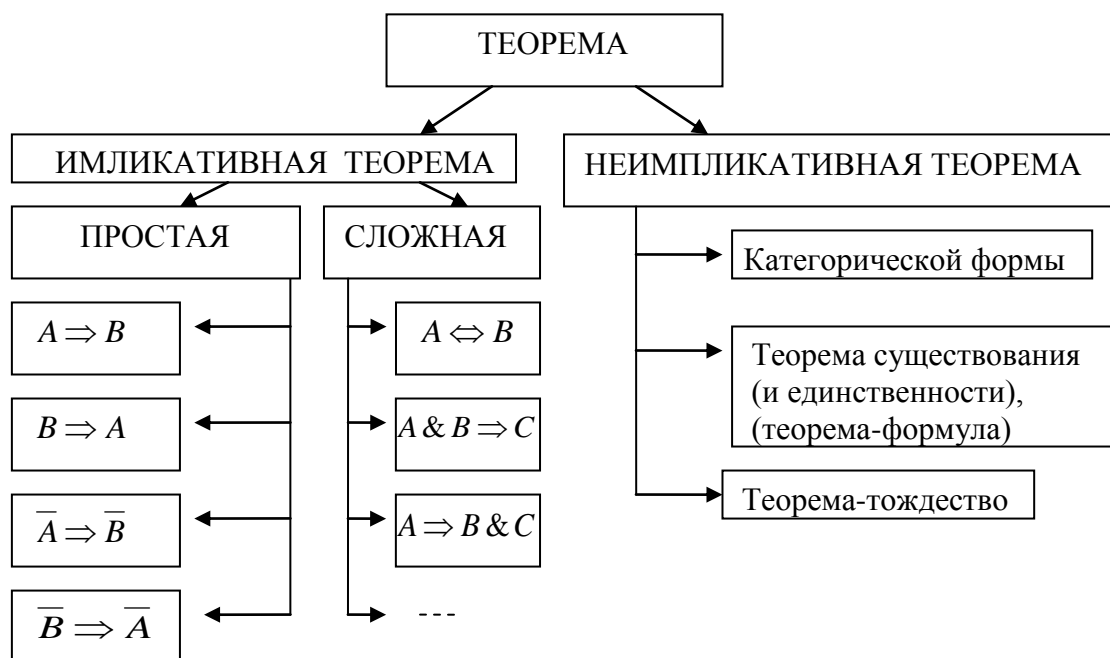 ТЕОРЕМА
ИМЛИКАТИВНАЯ ТЕОРЕМА
НЕИМПЛИКАТИВНАЯ ТЕОРЕМА
ПРОСТАЯ
СЛОЖНАЯ
A ⇒ B
B ⇒ A
A̅ ⇒ B̅
B̅ ⇒ A̅
A ⇔ B
A & B ⇒ C
A ⇒ B & C
---
Категорической формы
Теорема существования
(и единственности),
(теорема-формула)
Теорема-тождество